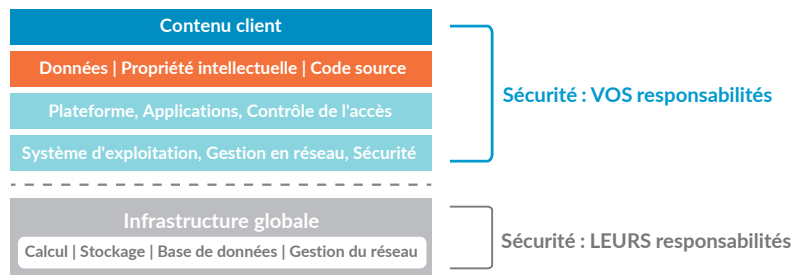 Contenu client
Données | Propriété intellectuelle | Code source
Plateforme, Applications, Contrôle de l'accès
Système d'exploitation, Gestion en réseau, Sécurité
Sécurité : VOS responsabilités
Infrastructure globale
Calcul | Stockage | Base de données | Gestion du réseau
Sécurité : LEURS responsabilités